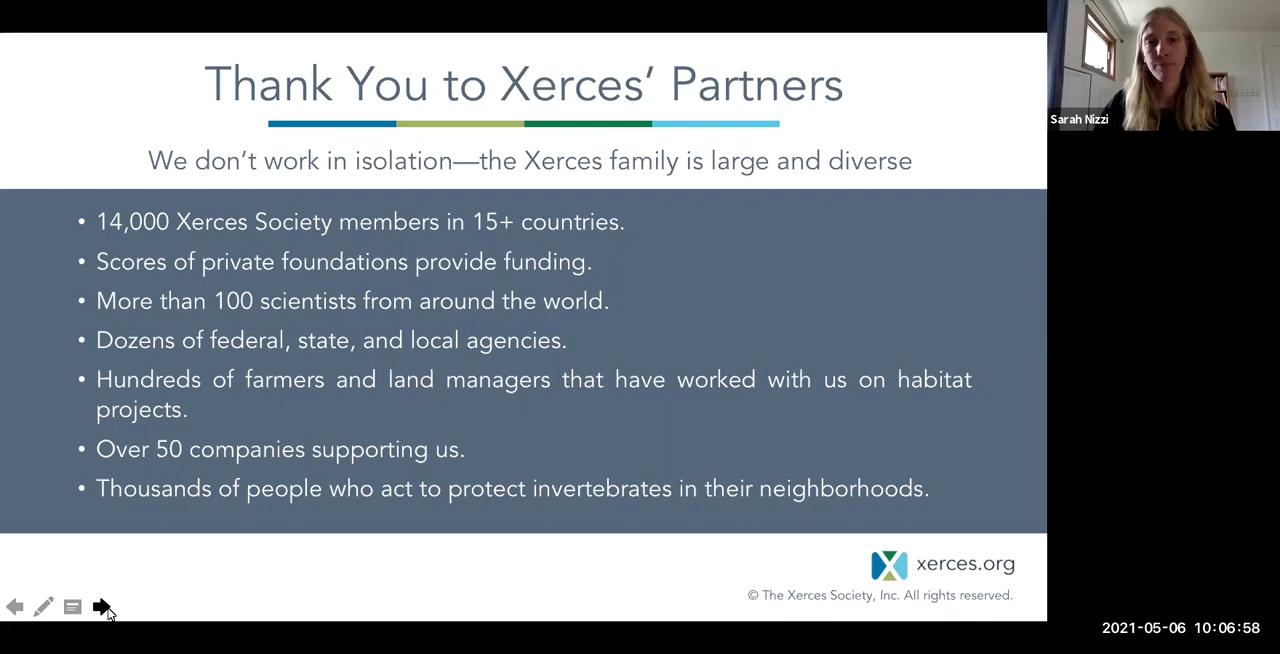 Thank You to Xerces’ Partners
We don’t work in isolation—the Xerces family is large and diverse
• 14,000 Xerces Society members in 15+ countries.
• Scores of private foundations provide funding.
• More than 100 scientists from around the world.
• Dozens of federal, state, and local agencies.
• Hundreds of farmers and land managers that have worked with us on habitat
projects.
• Over 50 companies supporting us.
• Thousands of people who act to protect invertebrates in their neighborhoods.
xerces.org
© The Xerces Society, Inc. All rights reserved.
Sarah Nizzi
2021-05-06 10:06:58